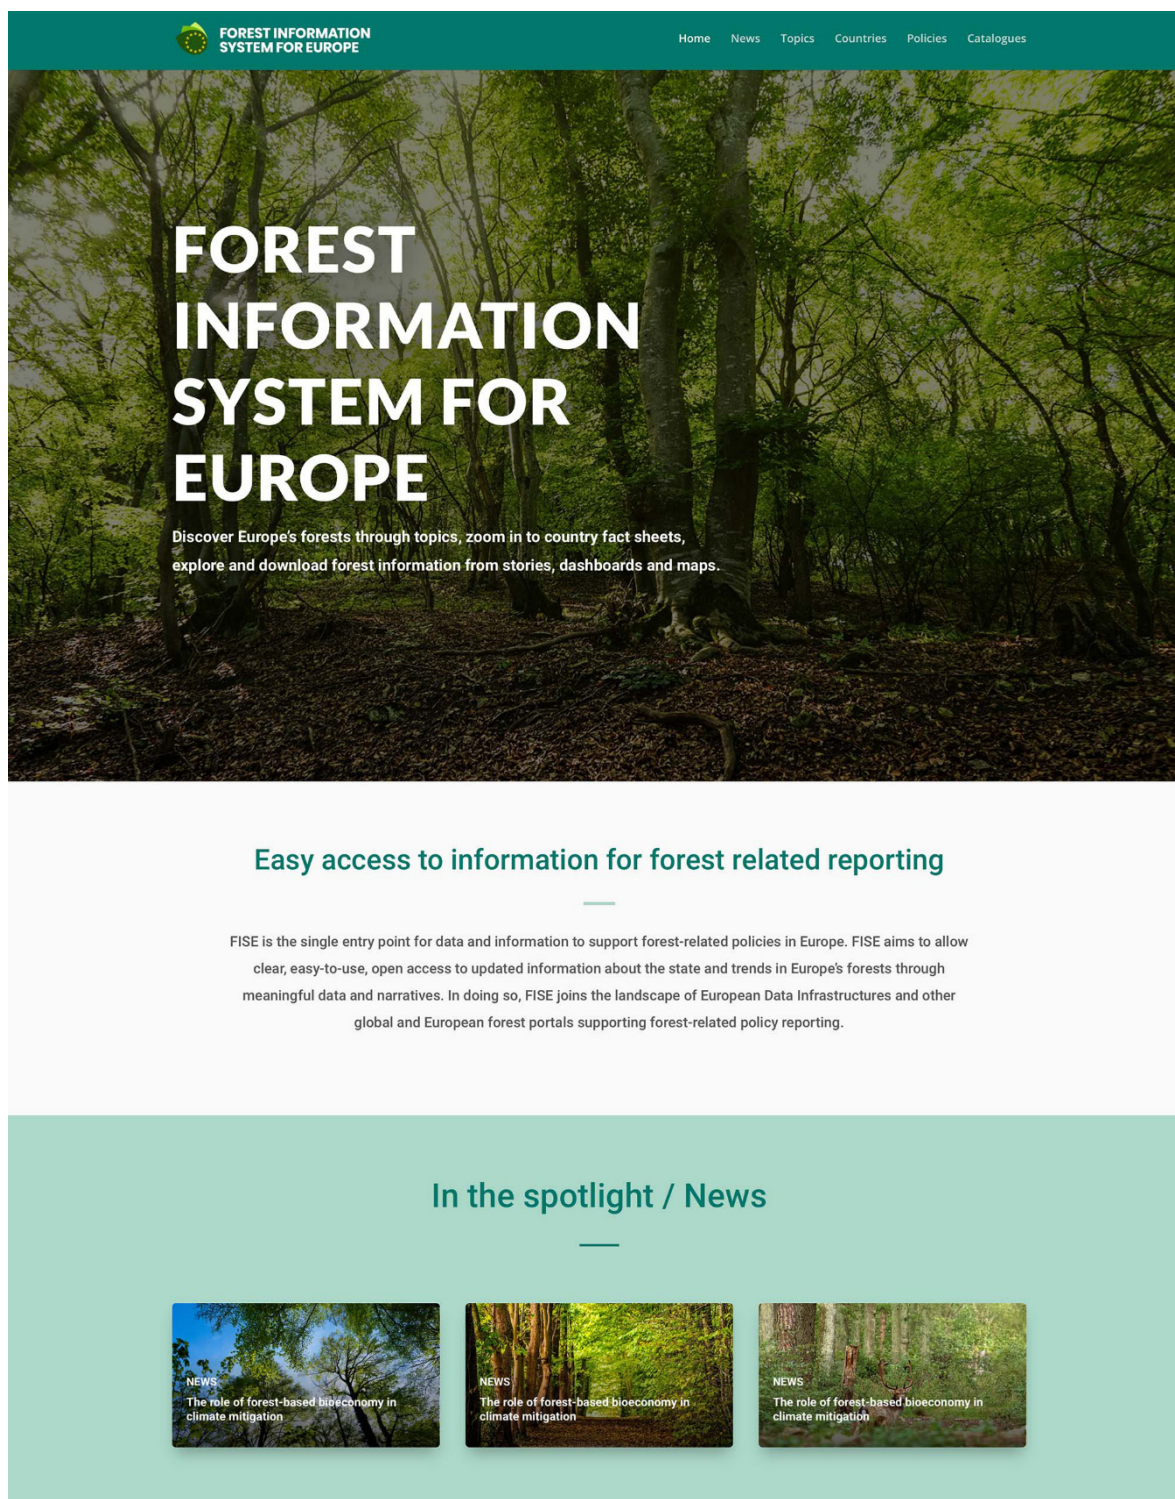 FOREST INFORMATION
SYSTEM FOR EUROPE
Home News Topics Countries Policies Catalogues
FOREST
INFORMATION
SYSTEM FOR
EUROPE
Discover Europe's forests through topics, zoom in to country fact sheets,
explore and download forest information from stories, dashboards and maps.
Easy access to information for forest related reporting
FISE is the single entry point for data and information to support forest-related policies in Europe. FISE aims to allow
clear, easy-to-use, open access to updated information about the state and trends in Europe's forests through
meaningful data and narratives. In doing so, FISE joins the landscape of European Data Infrastructures and other
global and European forest portals supporting forest-related policy reporting.
In the spotlight / News
NEWS
The role of forest-based bioeconomy in
climate mitigation
NEWS
The role of forest-based bioeconomy in
climate mitigation
NEWS
The role of forest-based bioeconomy in
climate mitigation